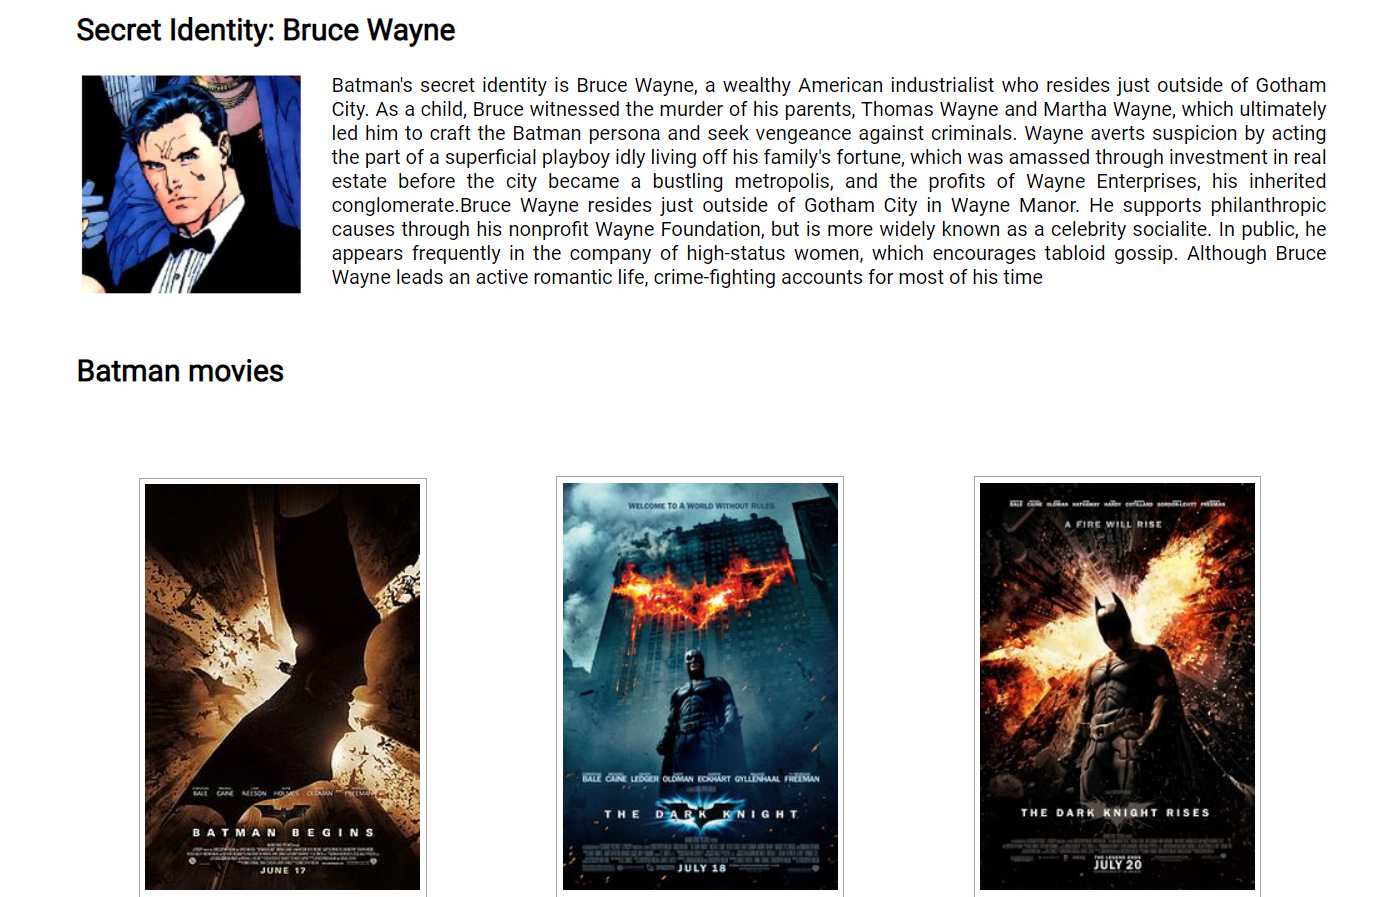 Secret Identity: Bruce Wayne
Batman's secret identity is Bruce Wayne, a wealthy American industrialist who resides just outside of Gotham
City. As a child, Bruce witnessed the murder of his parents, Thomas Wayne and Martha Wayne, which ultimately
led him to craft the Batman persona and seek vengeance against criminals. Wayne averts suspicion by acting
the part of a superficial playboy idly living off his family's fortune, which was amassed through investment in real
estate before the city became a bustling metropolis, and the profits of Wayne Enterprises, his inherited
conglomerate.Bruce Wayne resides just outside of Gotham City in Wayne Manor. He supports philanthropic
causes through his nonprofit Wayne Foundation, but is more widely known as a celebrity socialite. In public, he
appears frequently in the company of high-status women, which encourages tabloid gossip. Although Bruce
Wayne leads an active romantic life, crime-fighting accounts for most of his time
Batman movies
BALE CAINE NEESON HOLMES OLDMAN FREEMAN
BATMAN BEGINS
JUNE 17
WELCOME TO A WORLD WITHOUT RULES.
BALE CAINE LEDGER OLDMAN ECKHART GYLLENHAAL FREEMAN
THE DARK KNIGHT
JULY 18
BALE CAINE OLDMAN HATHAWAY HARDY COTILLARD GORDON-LEVITT FREEMAN
A FIRE WILL RISE
THE DARK KNIGHT RISES
THE LEGEND ENDS
JULY 20